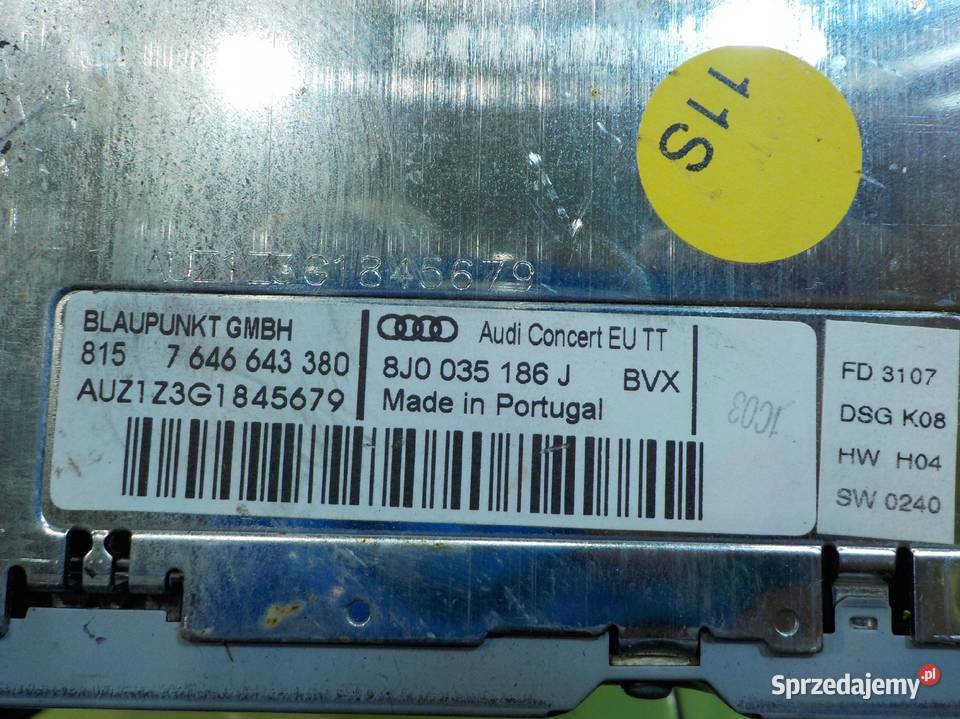 11S
AUZ1Z3G1845679
BLAUPUNKT GMBH
815 7 646 643 380
AUZ1Z3G1845679
Audi Concert EU TT
8J0 035 186 J BVX
Made in Portugal
1C03
FD 3107
DSG K08
HW H04
SW 0240
Sprzedajemy.pl